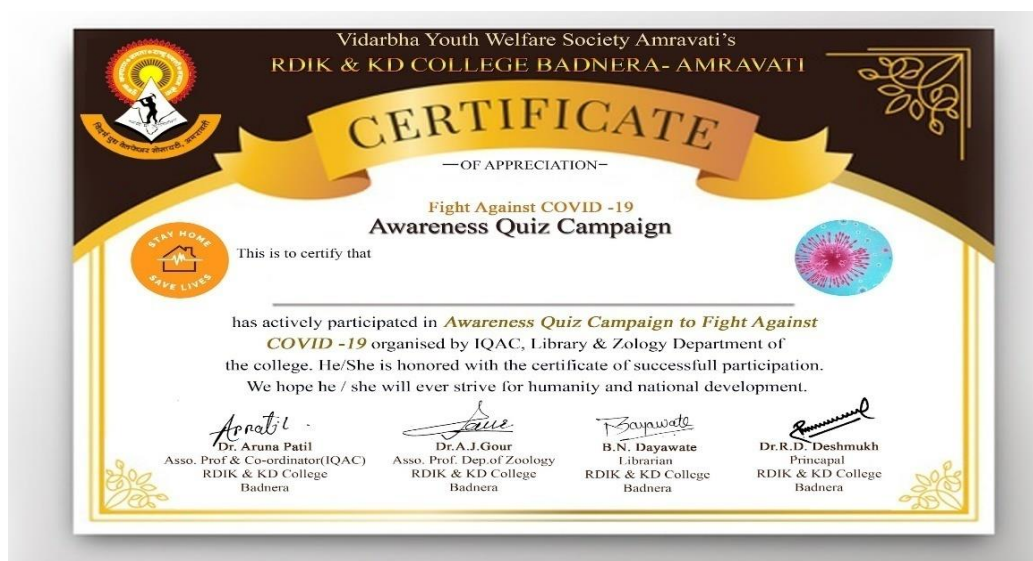 Vidarbha Youth Welfare Society Amravati's
RDIK & KD COLLEGE BADNERA- AMRAVATI
CERTIFICATE
—OF APPRECIATION–
Fight Against COVID -19
Awareness Quiz Campaign
STAY HOME
SAVE LIVES
This is to certify that
has actively participated in Awareness Quiz Campaign to Fight Against
COVID -19 organised by IQAC, Library & Zology Department of
the college. He/She is honored with the certificate of successfull participation.
We hope he / she will ever strive for humanity and national development.
Dr. Aruna Patil
Asso. Prof & Co-ordinator(IQAC)
RDIK & KD College
Badnera
Dr.A.J.Gour
Asso. Prof. Dep.of Zoology
RDIK & KD College
Badnera
B.N. Dayawate
Librarian
RDIK & KD College
Badnera
Dr.R.D. Deshmukh
Princapal
RDIK & KD College
Badnera